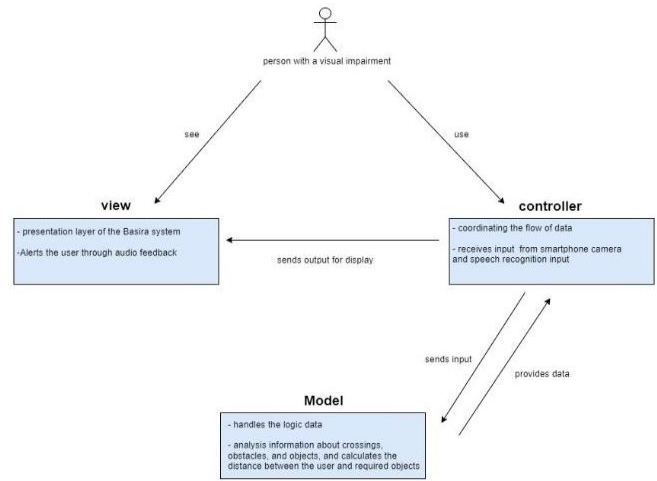 person with a visual impairment
see
use
view
controller
- presentation layer of the Basira system
-Alerts the user through audio feedback
- coordinating the flow of data
- receives input from smartphone camera
and speech recognition input
sends output for display
sends input
provides data
Model
- handles the logic data
- analysis information about crossings,
obstacles, and objects, and calculates the
distance between the user and required objects